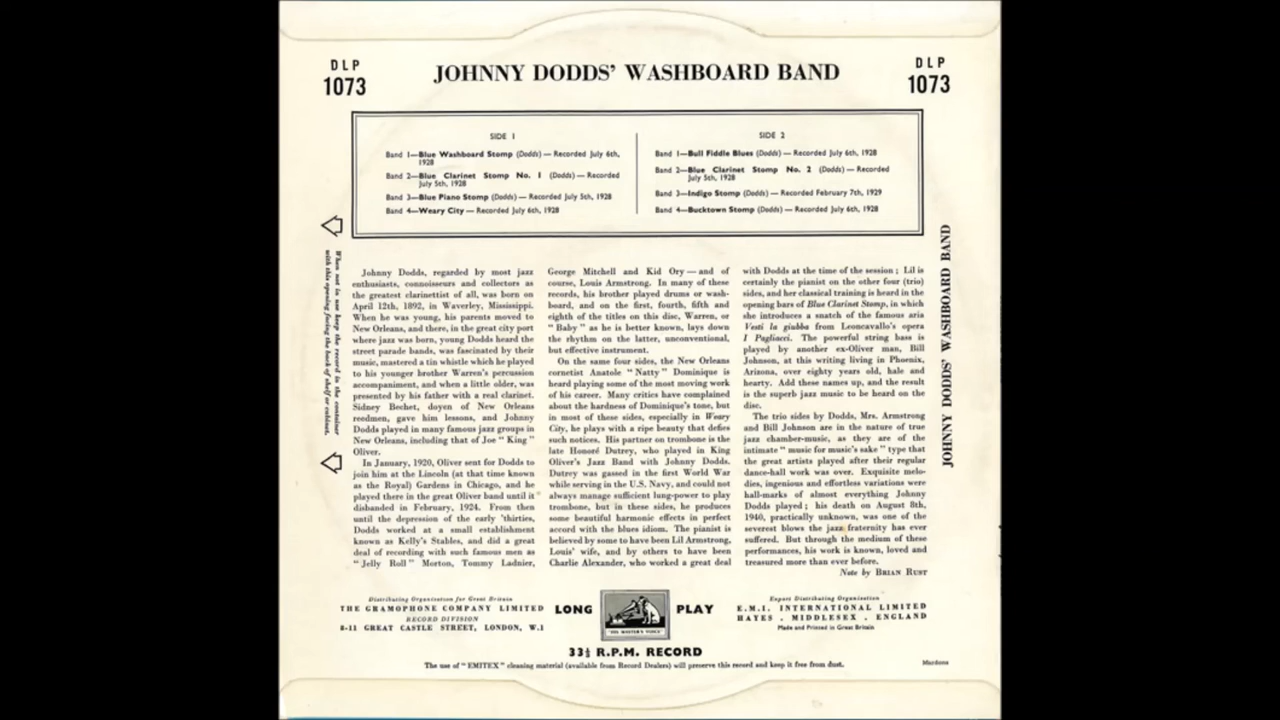 DLP
1073
JOHNNY DODDS' WASHBOARD BAND
DLP
1073
SIDE 1
Band 1—Blue Washboard Stomp (Dodds) — Recorded July 6th,
1928
Band 2—Blue Clarinet Stomp No. 1 (Dodds) — Recorded
July 5th, 1928
Band 3—Blue Piano Stomp (Dodds) — Recorded July 5th, 1928
Band 4—Weary City — Recorded July 6th, 1928
SIDE 2
Band 1—Bull Fiddle Blues (Dodds) — Recorded July 6th, 1928
Band 2—Blue Clarinet Stomp No. 2 (Dodds) — Recorded
July 5th, 1928
Band 3—Indigo Stomp (Dodds) — Recorded February 7th, 1929
Band 4—Bucktown Stomp (Dodds) — Recorded July 6th, 1928
When not in use keep the record in the container
with this opening facing the back of shelf or cabinet.
Johnny Dodds, regarded by most jazz
enthusiasts, connoisseurs and collectors as
the greatest clarinettist of all, was born on
April 12th, 1892, in Waverley, Mississippi.
When he was young, his parents moved to
New Orleans, and there, in the great city port
where jazz was born, young Dodds heard the
street parade bands, was fascinated by their
music, mastered a tin whistle which he played
to his younger brother Warren's percussion
accompaniment, and when a little older, was
presented by his father with a real clarinet.
Sidney Bechet, doyen of New Orleans
reedmen, gave him lessons, and Johnny
Dodds played in many famous jazz groups in
New Orleans, including that of Joe "King"
Oliver.
In January, 1920, Oliver sent for Dodds to
join him at the Lincoln (at that time known
as the Royal) Gardens in Chicago, and he
played there in the great Oliver band until it
disbanded in February, 1924. From then
until the depression of the early 'thirties,
Dodds worked at a small establishment
known as Kelly's Stables, and did a great
deal of recording with such famous men as
"Jelly Roll" Morton, Tommy Ladnier,
George Mitchell and Kid Ory — and of
course, Louis Armstrong. In many of these
records, his brother played drums or wash-
board, and on the first, fourth, fifth and
eighth of the titles on this disc, Warren, or
"Baby" as he is better known, lays down
the rhythm on the latter, unconventional,
but effective instrument.
On the same four sides, the New Orleans
cornetist Anatole "Natty" Dominique is
heard playing some of the most moving work
of his career. Many critics have complained
about the hardness of Dominique's tone, but
in most of these sides, especially in Weary
City, he plays with a ripe beauty that defies
such notices. His partner on trombone is the
late Honoré Dutrey, who played in King
Oliver's Jazz Band with Johnny Dodds.
Dutrey was gassed in the first World War
while serving in the U.S. Navy, and could not
always manage sufficient lung-power to play
trombone, but in these sides, he produces
some beautiful harmonic effects in perfect
accord with the blues idiom. The pianist is
believed by some to have been Lil Armstrong,
Louis' wife, and by others to have been
Charlie Alexander, who worked a great deal
with Dodds at the time of the session; Lil is
certainly the pianist on the other four (trio)
sides, and her classical training is heard in the
opening bars of Blue Clarinet Stomp, in which
she introduces a snatch of the famous aria
Vesti la giubba from Leoncavallo's opera
I Pagliacci. The powerful string bass is
played by another ex-Oliver man, Bill
Johnson, at this writing living in Phoenix,
Arizona, over eighty years old, hale and
hearty. Add these names up, and the result
is the superb jazz music to be heard on the
disc.
The trio sides by Dodds, Mrs. Armstrong
and Bill Johnson are in the nature of true
jazz chamber-music, as they are of the
intimate "music for music's sake" type that
the great artists played after their regular
dance-hall work was over. Exquisite melo-
dies, ingenious and effortless variations were
hall-marks of almost everything Johnny
Dodds played; his death on August 8th,
1940, practically unknown, was one of the
severest blows the jazz fraternity has ever
suffered. But through the medium of these
performances, his work is known, loved and
treasured more than ever before.
Note by BRIAN RUST
JOHNNY DODDS' WASHBOARD BAND
Distributing Organisation for Great Britain
THE GRAMOPHONE COMPANY LIMITED
RECORD DIVISION
8-11 GREAT CASTLE STREET, LONDON, W.1
LONG PLAY
"HIS MASTER'S VOICE"
33⅓ R.P.M. RECORD
Export Distributing Organisation
E.M.I. INTERNATIONAL LIMITED
HAYES . MIDDLESEX . ENGLAND
Made and Printed in Great Britain
The use of "EMITEX" cleaning material (available from Record Dealers) will preserve this record and keep it free from dust.
Mardons